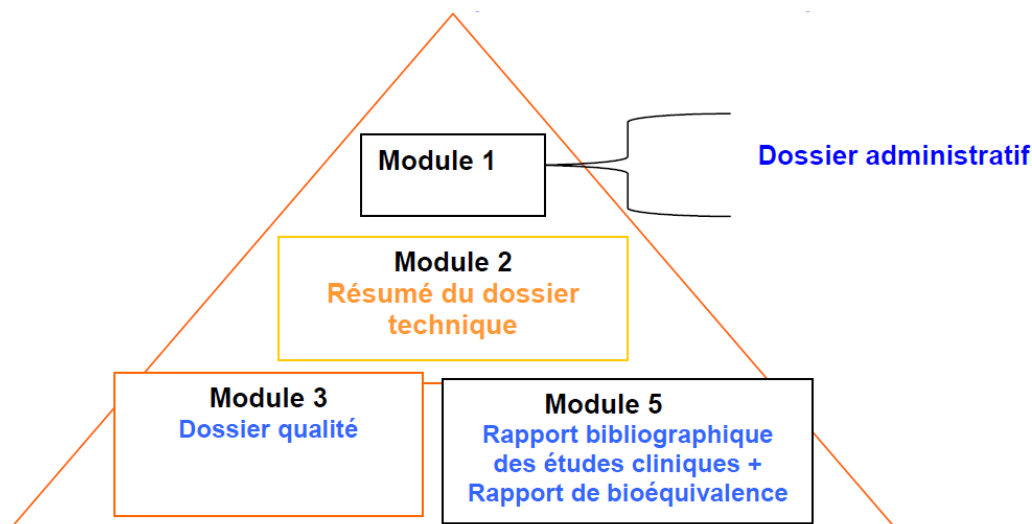 Module 1
Dossier administratif
Module 2
Résumé du dossier
technique
Module 3
Dossier qualité
Module 5
Rapport bibliographique
des études cliniques +
Rapport de bioéquivalence